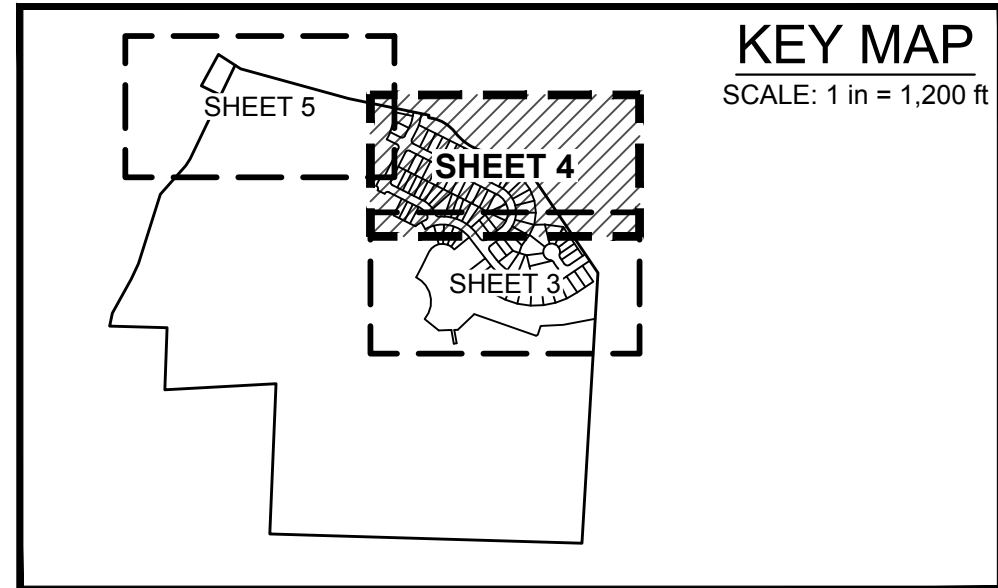 KEY MAP
SCALE: 1 in = 1,200 ft
SHEET 5
SHEET 4
SHEET 3